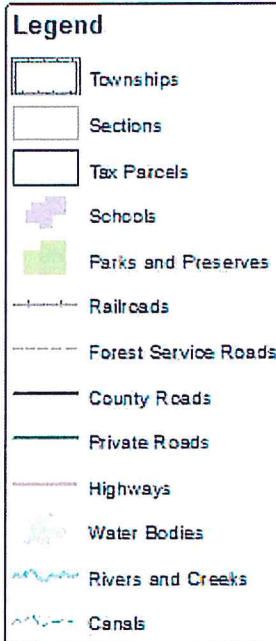 Legend
Townships
Sections
Tax Parcels
Schools
Parks and Preserves
Railroads
Forest Service Roads
County Roads
Private Roads
Highways
Water Bodies
Rivers and Creeks
Canals